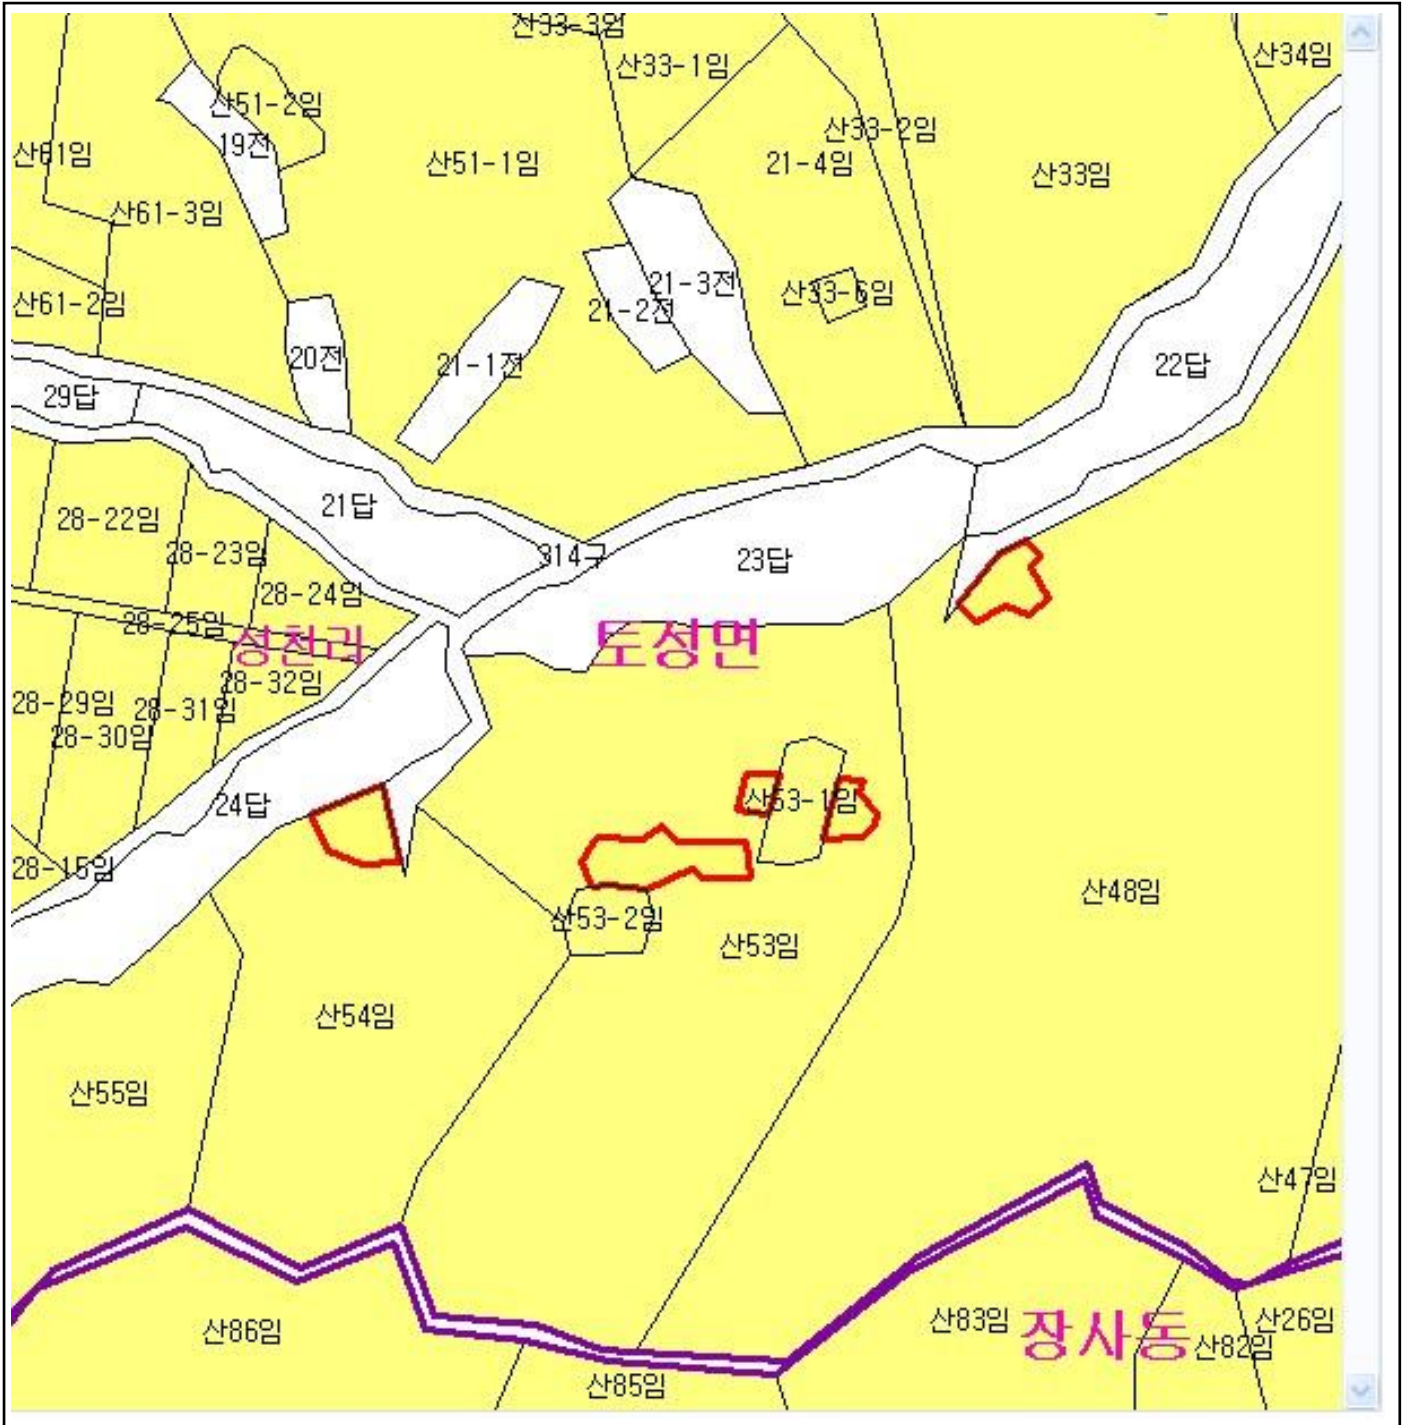 산33-3임
산33-1임
산34임
산51-2임
산33-2임
19전
산61임
산51-1임
21-4임
산33임
산61-3임
21-3전
산33-6임
산61-2임
21-2전
20전
21-1전
22답
29답
21답
28-22임
314구
23답
28-23임
28-24임
28-25임
성천리
토성면
28-32임
28-29임
28-31임
28-30임
24답
산53-1임
28-15임
산48임
산53-2임
산53임
산54임
산55임
산47임
산86임
산83임
장사동
산26임
산82임
산85임